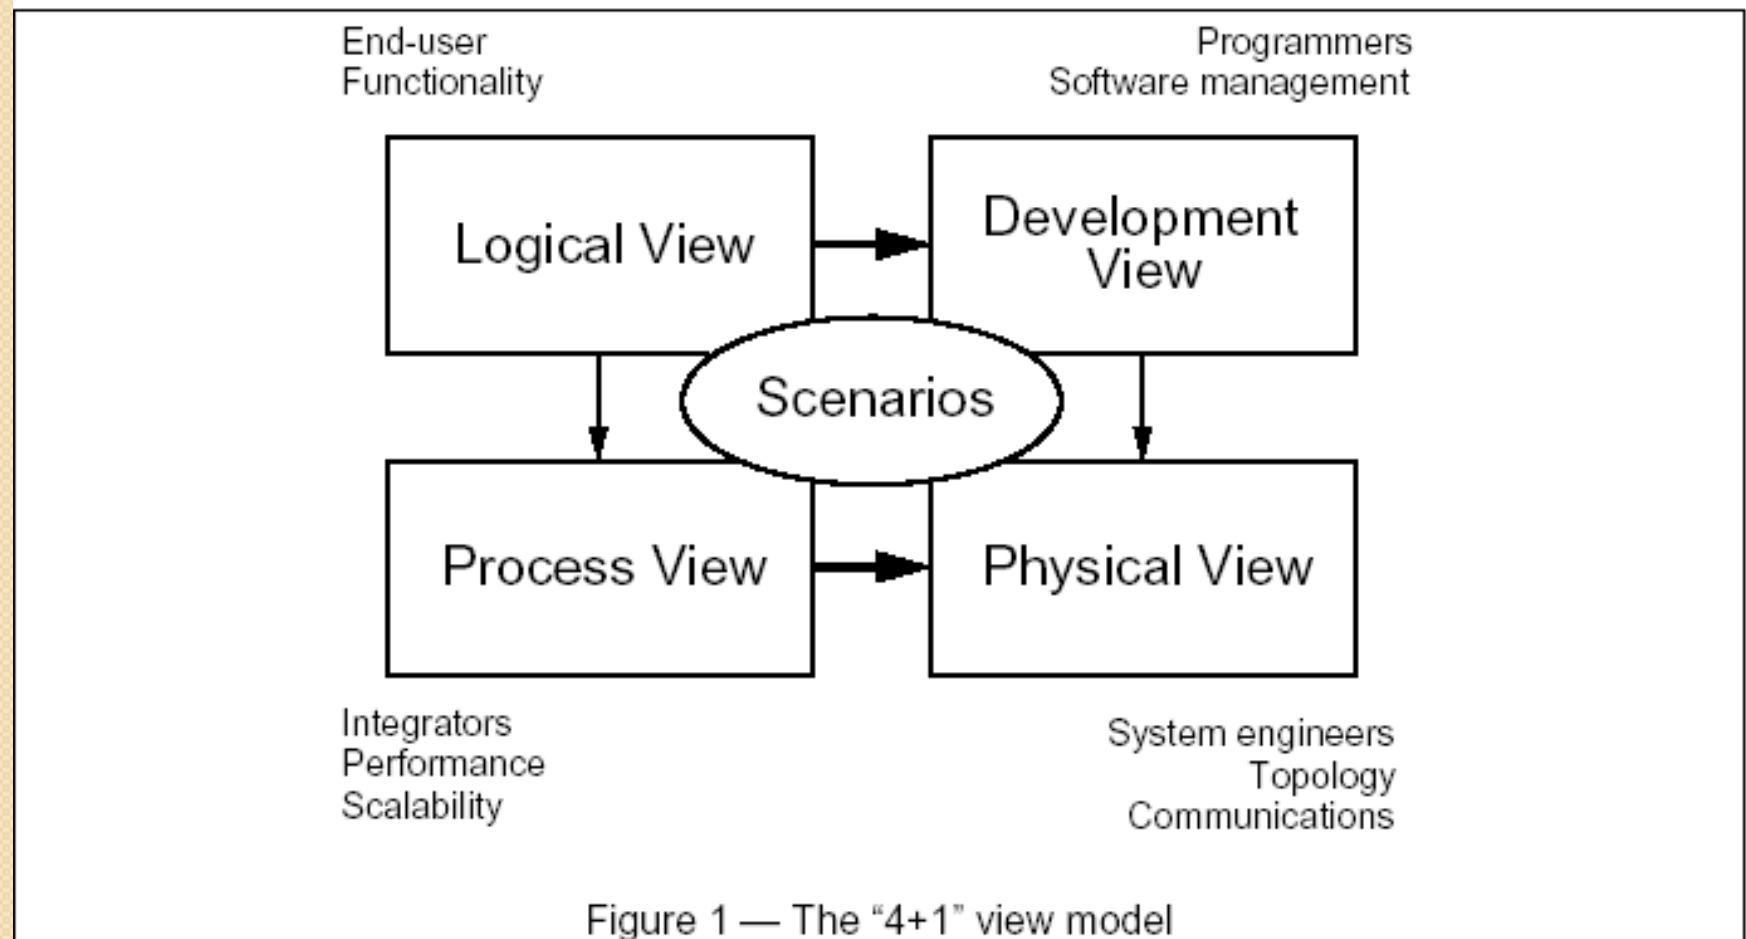 End-user
Functionality
Programmers
Software management
Logical View
Development
View
Scenarios
Process View
Physical View
Integrators
Performance
Scalability
System engineers
Topology
Communications
Figure 1 — The “4+1” view model